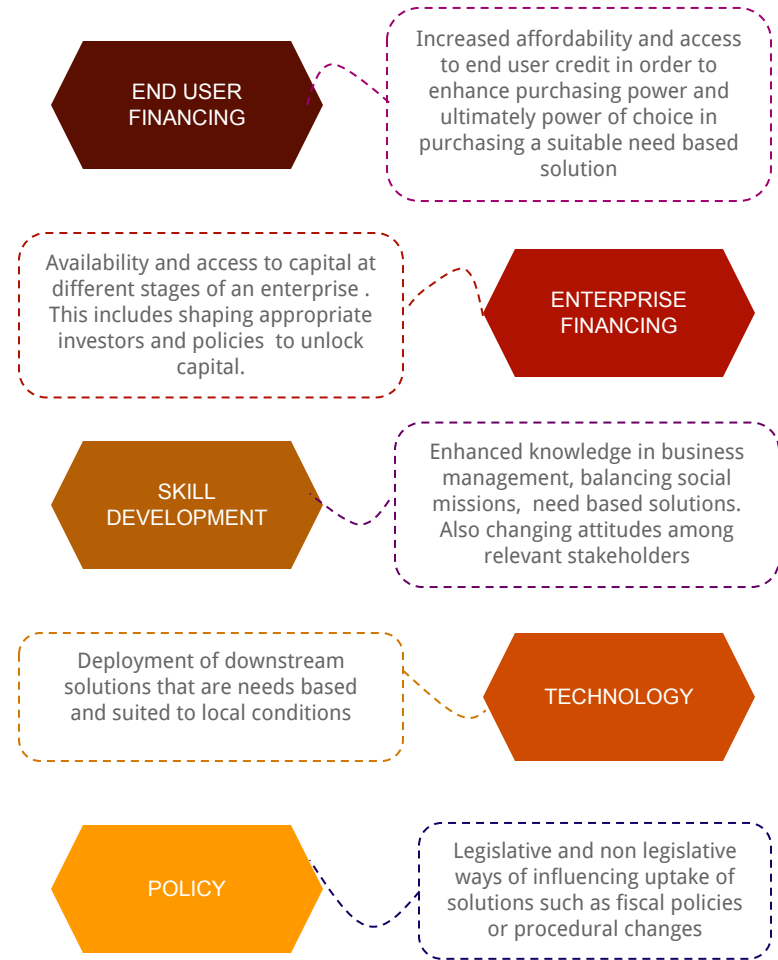 END USER
FINANCING
Increased affordability and access
to end user credit in order to
enhance purchasing power and
ultimately power of choice in
purchasing a suitable need based
solution
Availability and access to capital at
different stages of an enterprise .
This includes shaping appropriate
investors and policies  to unlock
capital.
ENTERPRISE
FINANCING
SKILL
DEVELOPMENT
Enhanced knowledge in business
management, balancing social
missions,  need based solutions.
Also changing attitudes among
relevant stakeholders
Deployment of downstream
solutions that are needs based
and suited to local conditions
TECHNOLOGY
POLICY
Legislative and non legislative
ways of influencing uptake of
solutions such as fiscal policies
or procedural changes